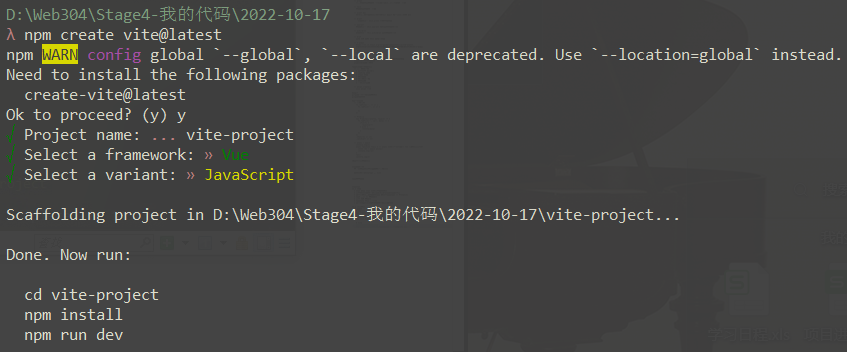 D:\Web304\Stage4-我的代码\2022-10-17
λ npm create vite@latest
npm WARN config global `--global`, `--local` are deprecated. Use `--location=global` instead.
Need to install the following packages:
  create-vite@latest
Ok to proceed? (y) y
√ Project name: ... vite-project
√ Select a framework: » Vue
√ Select a variant: » JavaScript

Scaffolding project in D:\Web304\Stage4-我的代码\2022-10-17\vite-project...

Done. Now run:

  cd vite-project
  npm install
  npm run dev